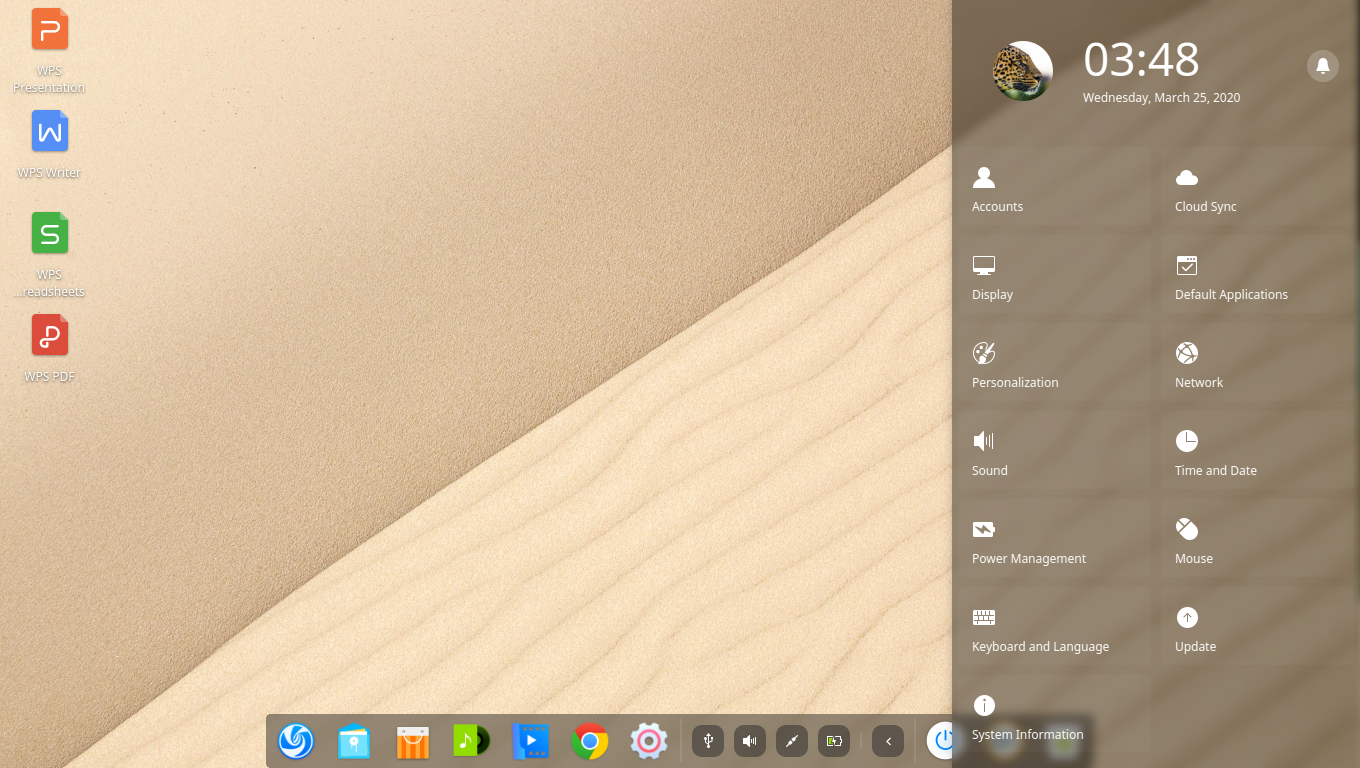 WPS
Presentation
WPS Writer
WPS
...readsheets
WPS PDF
03:48
Wednesday, March 25, 2020
Accounts
Cloud Sync
Display
Default Applications
Personalization
Network
Sound
Time and Date
Power Management
Mouse
Keyboard and Language
Update
System Information